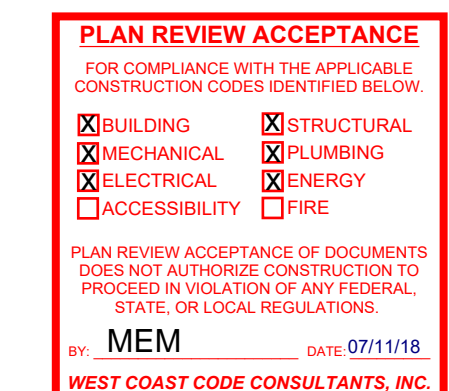 PLAN REVIEW ACCEPTANCE
FOR COMPLIANCE WITH THE APPLICABLE
CONSTRUCTION CODES IDENTIFIED BELOW.
X BUILDING X STRUCTURAL
X MECHANICAL X PLUMBING
X ELECTRICAL X ENERGY
ACCESSIBILITY FIRE
PLAN REVIEW ACCEPTANCE OF DOCUMENTS
DOES NOT AUTHORIZE CONSTRUCTION TO
PROCEED IN VIOLATION OF ANY FEDERAL,
STATE, OR LOCAL REGULATIONS.
BY: MEM DATE: 07/11/18
WEST COAST CODE CONSULTANTS, INC.